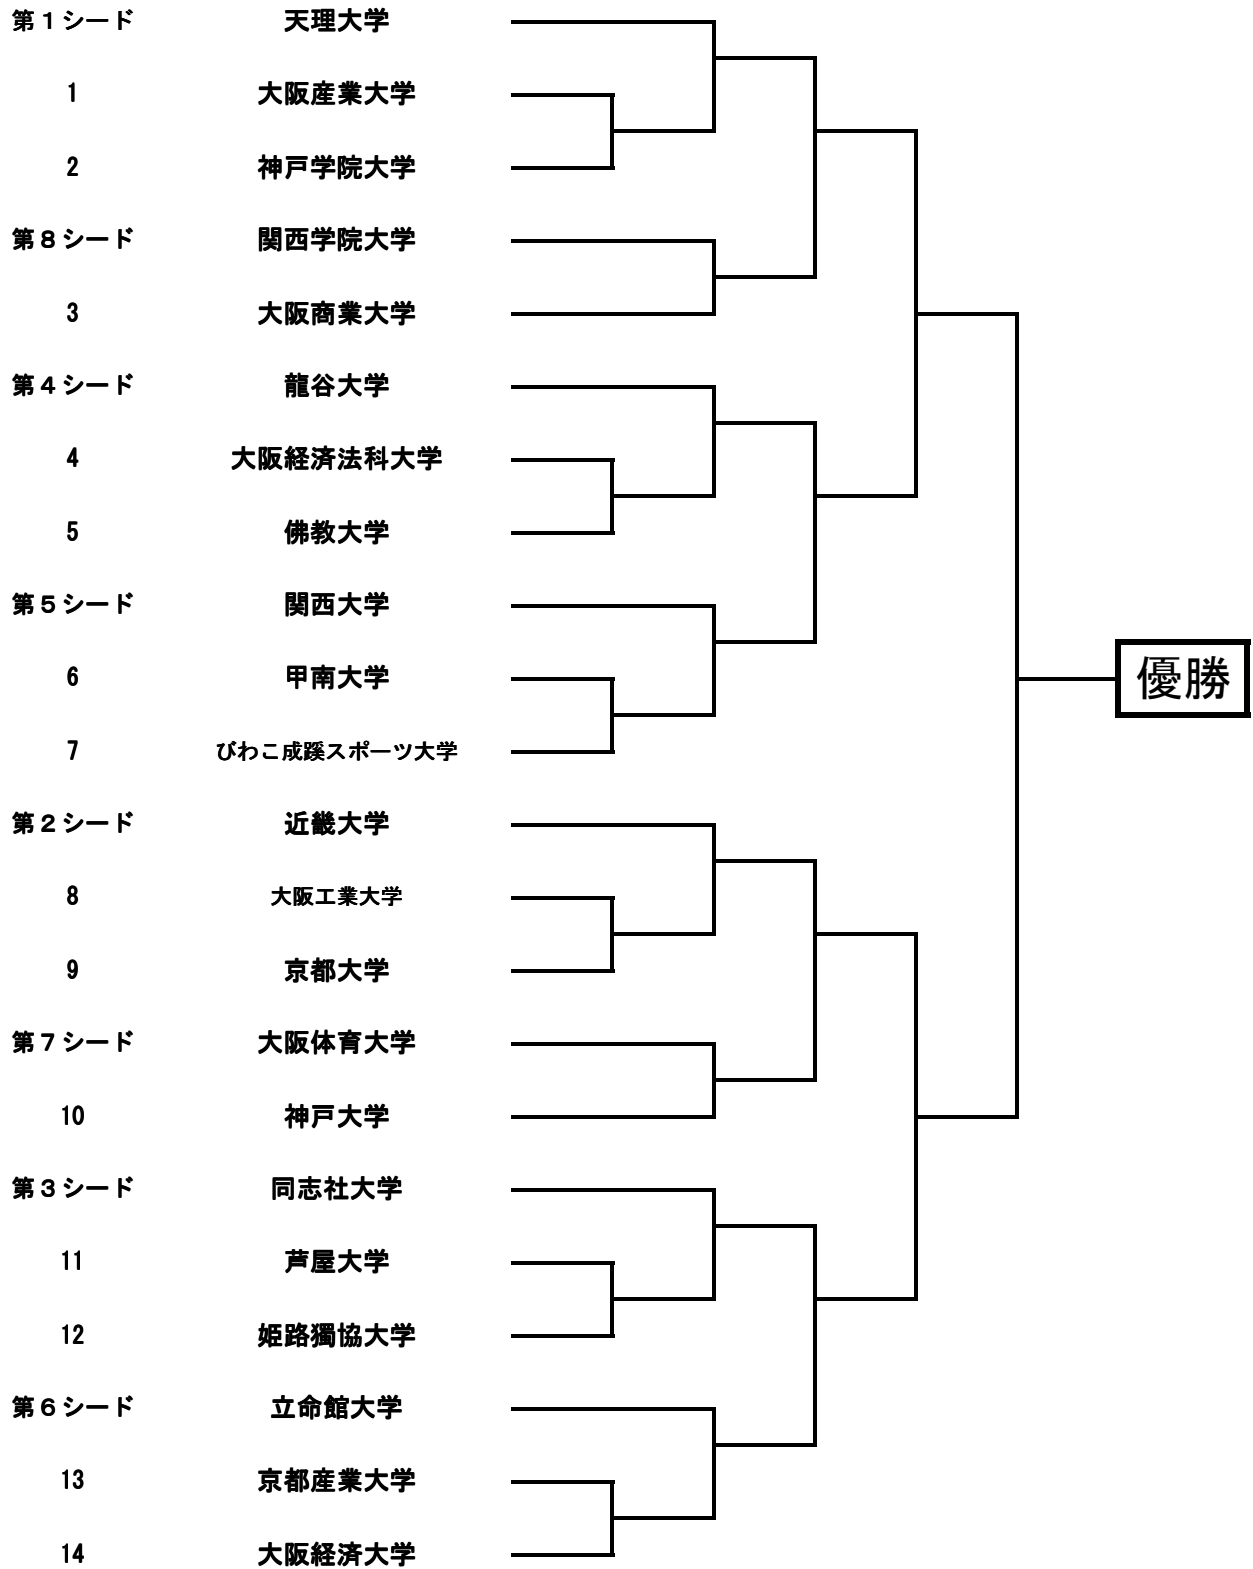 第1シード 天理大学
1 大阪産業大学
2 神戸学院大学
第8シード 関西学院大学
3 大阪商業大学
第4シード 龍谷大学
4 大阪経済法科大学
5 佛教大学
第5シード 関西大学
6 甲南大学
7 びわこ成蹊スポーツ大学
優勝
第2シード 近畿大学
8 大阪工業大学
9 京都大学
第7シード 大阪体育大学
10 神戸大学
第3シード 同志社大学
11 芦屋大学
12 姫路獨協大学
第6シード 立命館大学
13 京都産業大学
14 大阪経済大学